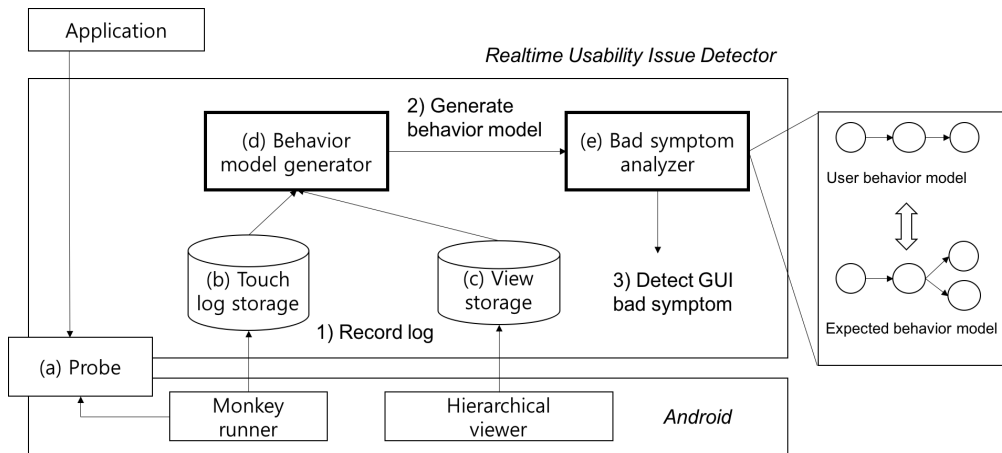 Application
Realtime Usability Issue Detector
2) Generate
behavior model
(d) Behavior
model generator
(e) Bad symptom
analyzer
User behavior model
(b) Touch
log storage
(c) View
storage
3) Detect GUI
bad symptom
1) Record log
Expected behavior model
(a) Probe
Monkey
runner
Hierarchical
viewer
Android